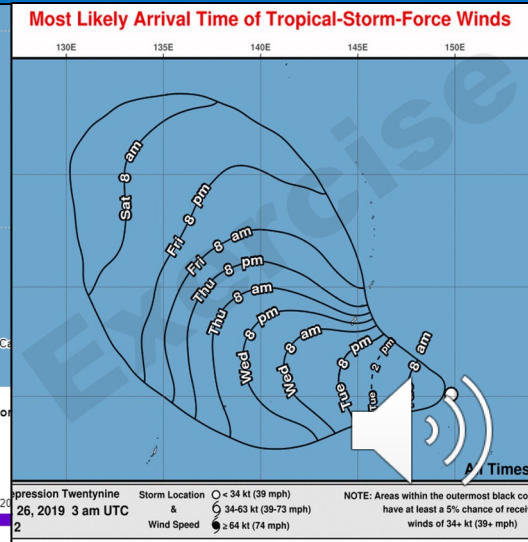 Most Likely Arrival Time of Tropical-Storm-Force Winds
130E 135E 140E 145E 150E
Exercise
Sat 8 am
Fri 8 pm
Fri 8 am
Thu 8 pm
Thu 8 am
Wed 8 pm
Wed 8 am
Tue 8 pm
Tue 2 pm
8 am
All Times
epression Twentynine
26, 2019 3 am UTC
2
Storm Location
&
Wind Speed
< 34 kt (39 mph)
34-63 kt (39-73 mph)
≥ 64 kt (74 mph)
NOTE: Areas within the outermost black co
have at least a 5% chance of recei
winds of 34+ kt (39+ mph)